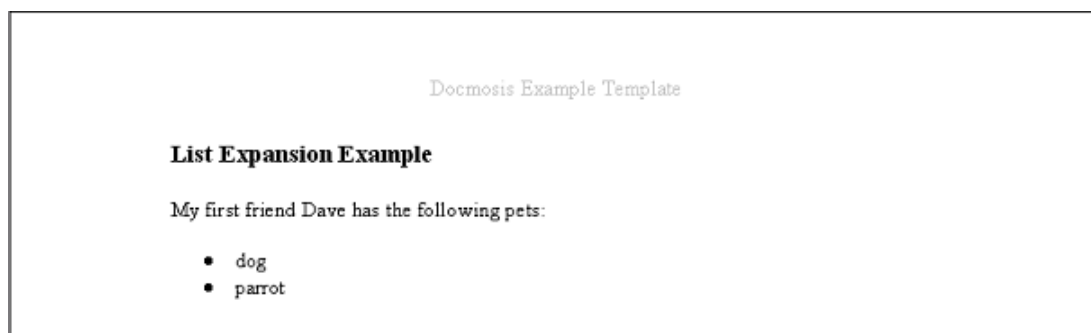 Docmosis Example Template
List Expansion Example
My first friend Dave has the following pets:
• dog
• parrot